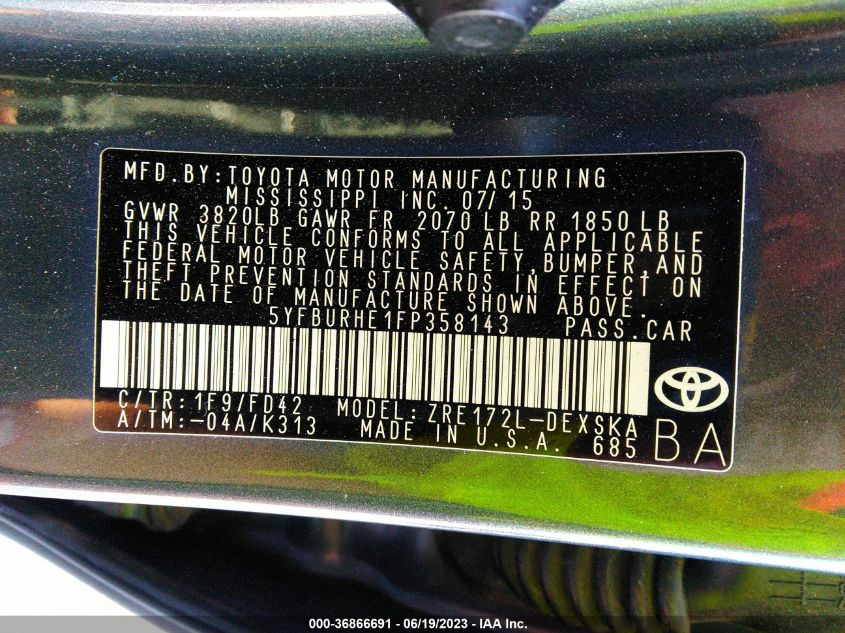 MFD.BY:TOYOTA MOTOR MANUFACTURING
MISSISSIPPI INC. 07/15
GVWR 3820LB GAWR FR 2070 LB RR 1850 LB
THIS VEHICLE CONFORMS TO ALL APPLICABLE
FEDERAL MOTOR VEHICLE SAFETY,BUMPER,AND
THEFT PREVENTION STANDARDS IN EFFECT ON
THE DATE OF MANUFACTURE SHOWN ABOVE.
5YFBURHE1FP358143 PASS.CAR
C/TR: 1F9/FD42 MODEL: ZRE172L-DEXSKA
A/TM:-04A/K313 MADE IN U.S.A. 685 BA
000-36866691 - 06/19/2023 - IAA Inc.